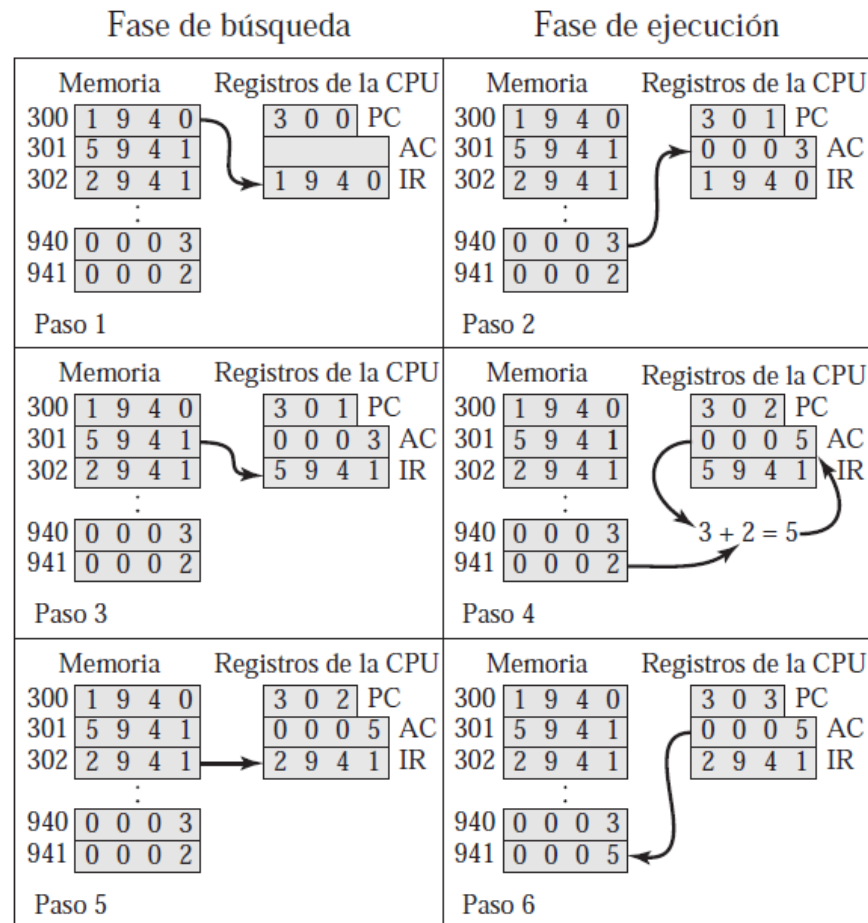 Fase de búsqueda
Fase de ejecución
Memoria Registros de la CPU
300 1 9 4 0 3 0 0 PC
301 5 9 4 1 AC
302 2 9 4 1 1 9 4 0 IR
:
940 0 0 0 3
941 0 0 0 2
Paso 1
Memoria Registros de la CPU
300 1 9 4 0 3 0 1 PC
301 5 9 4 1 0 0 0 3 AC
302 2 9 4 1 1 9 4 0 IR
:
940 0 0 0 3
941 0 0 0 2
Paso 2
Memoria Registros de la CPU
300 1 9 4 0 3 0 1 PC
301 5 9 4 1 0 0 0 3 AC
302 2 9 4 1 5 9 4 1 IR
:
940 0 0 0 3
941 0 0 0 2
Paso 3
Memoria Registros de la CPU
300 1 9 4 0 3 0 2 PC
301 5 9 4 1 0 0 0 5 AC
302 2 9 4 1 5 9 4 1 IR
:
940 0 0 0 3 3 + 2 = 5
941 0 0 0 2
Paso 4
Memoria Registros de la CPU
300 1 9 4 0 3 0 2 PC
301 5 9 4 1 0 0 0 5 AC
302 2 9 4 1 2 9 4 1 IR
:
940 0 0 0 3
941 0 0 0 2
Paso 5
Memoria Registros de la CPU
300 1 9 4 0 3 0 3 PC
301 5 9 4 1 0 0 0 5 AC
302 2 9 4 1 2 9 4 1 IR
:
940 0 0 0 3
941 0 0 0 5
Paso 6